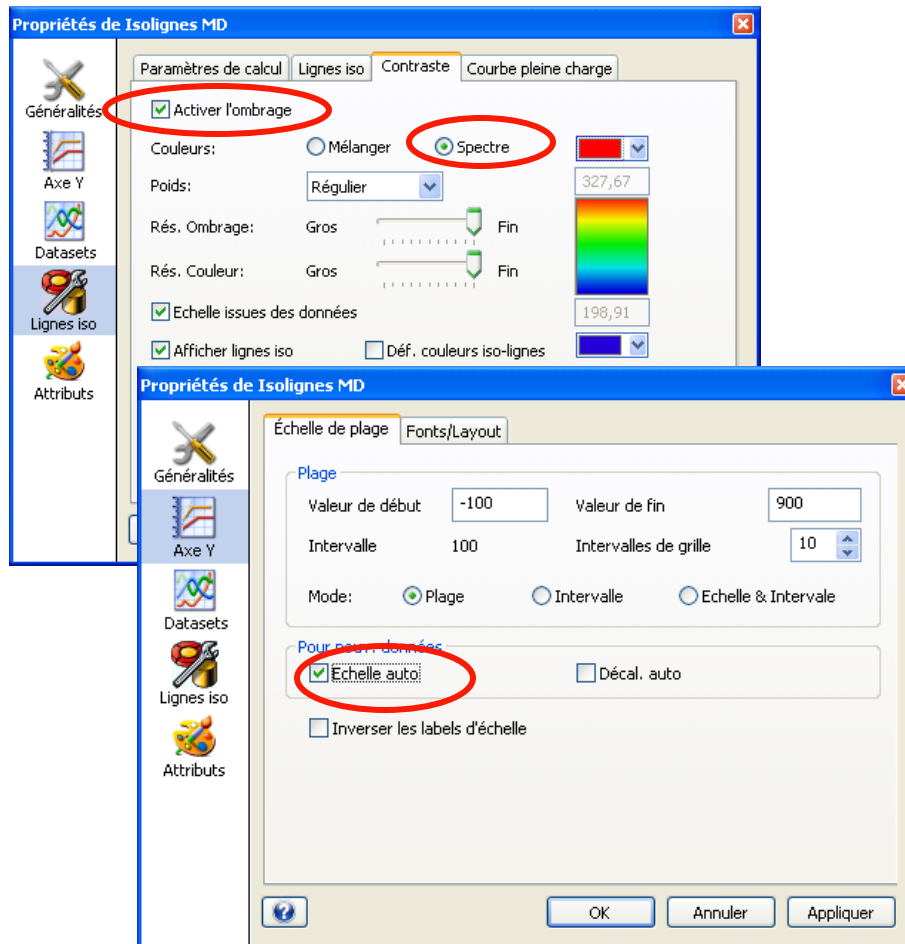 Propriétés de Isolignes MD
Généralités
Axe Y
Datasets
Lignes iso
Attributs
Paramètres de calcul Lignes iso Contraste Courbe pleine charge
Activer l'ombrage
Couleurs: Mélanger Spectre
Poids: Régulier 327,67
Rés. Ombrage: Gros Fin
Rés. Couleur: Gros Fin
Echelle issues des données 198,91
Afficher lignes iso Déf. couleurs iso-lignes
Propriétés de Isolignes MD
Généralités
Axe Y
Datasets
Lignes iso
Attributs
Échelle de plage Fonts/Layout
Plage
Valeur de début -100 Valeur de fin 900
Intervalle 100 Intervalles de grille 10
Mode: Plage Intervalle Echelle & Intervale
Pour nouv. données
Echelle auto Décal. auto
Inverser les labels d'échelle
OK Annuler Appliquer